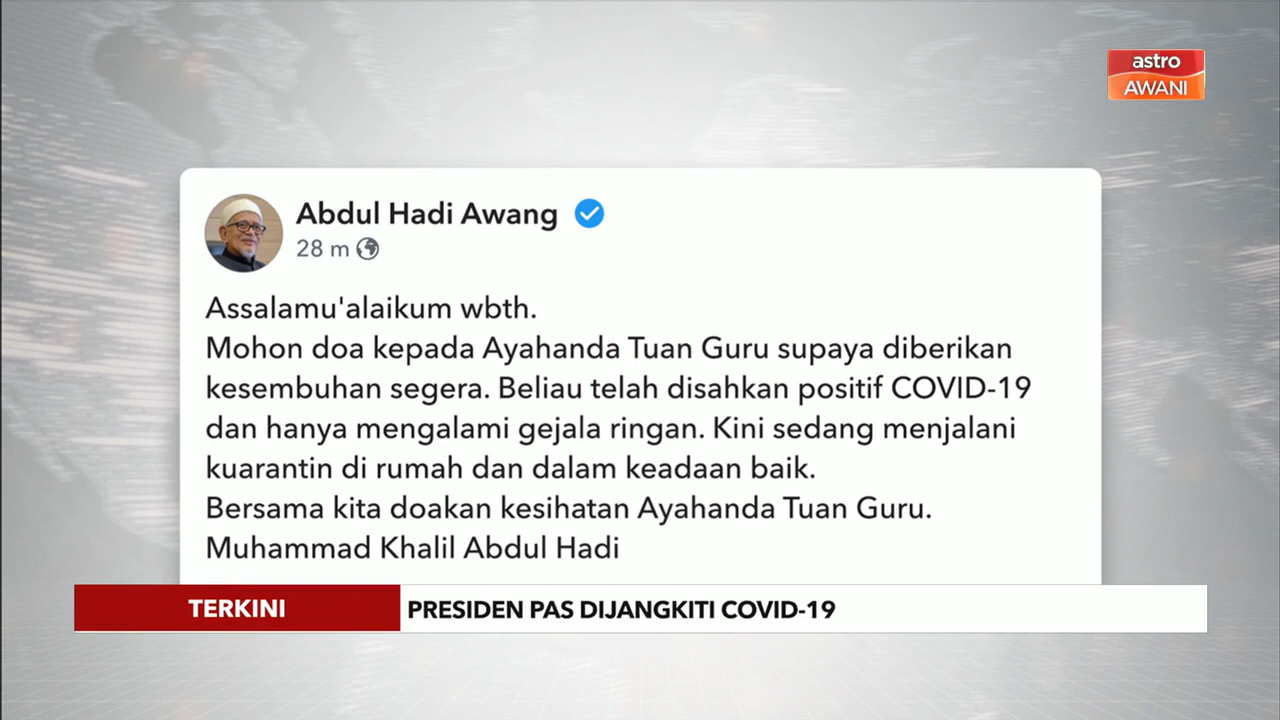 astro
AWANI
Abdul Hadi Awang
28 m
Assalamu'alaikum wbth.
Mohon doa kepada Ayahanda Tuan Guru supaya diberikan
kesembuhan segera. Beliau telah disahkan positif COVID-19
dan hanya mengalami gejala ringan. Kini sedang menjalani
kuarantin di rumah dan dalam keadaan baik.
Bersama kita doakan kesihatan Ayahanda Tuan Guru.
Muhammad Khalil Abdul Hadi
TERKINI
PRESIDEN PAS DIJANGKITI COVID-19